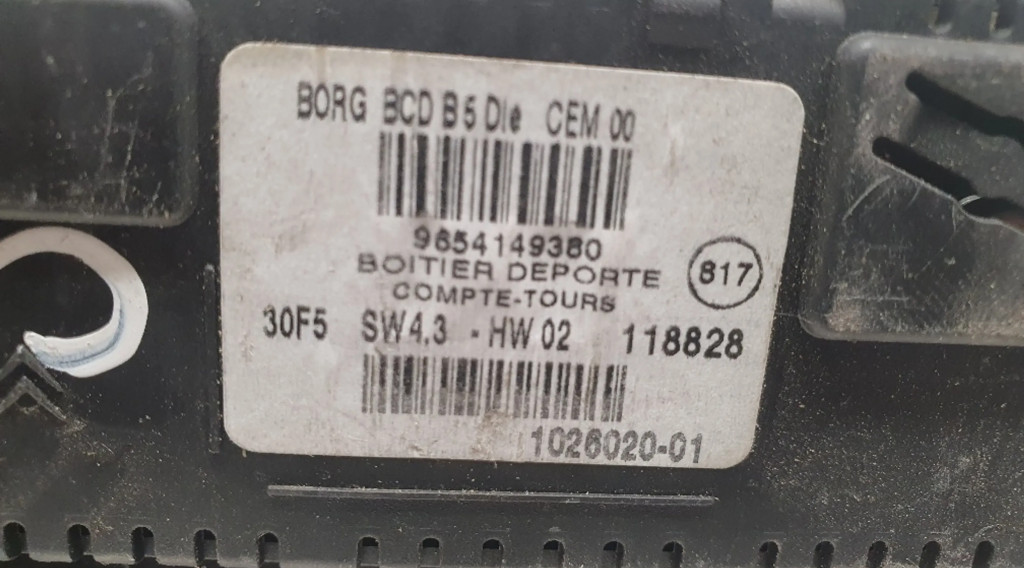 BORG BCD B5 Die CEM 00
9654149380
BOITIER DEPORTE
COMPTE-TOURS
817
30F5 SW4.3 - HW 02 118828
1026020-01